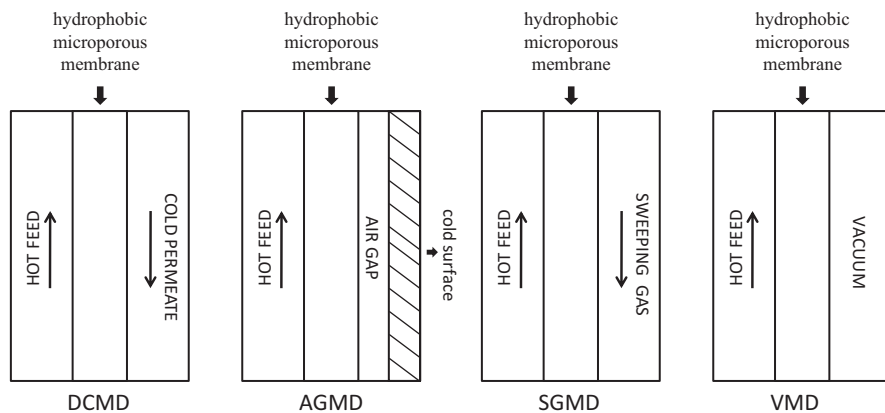 hydrophobic
microporous
membrane
HOT FEED
COLD PERMEATE
DCMD
hydrophobic
microporous
membrane
HOT FEED
AIR GAP
cold surface
AGMD
hydrophobic
microporous
membrane
HOT FEED
SWEEPING GAS
SGMD
hydrophobic
microporous
membrane
HOT FEED
VACUUM
VMD